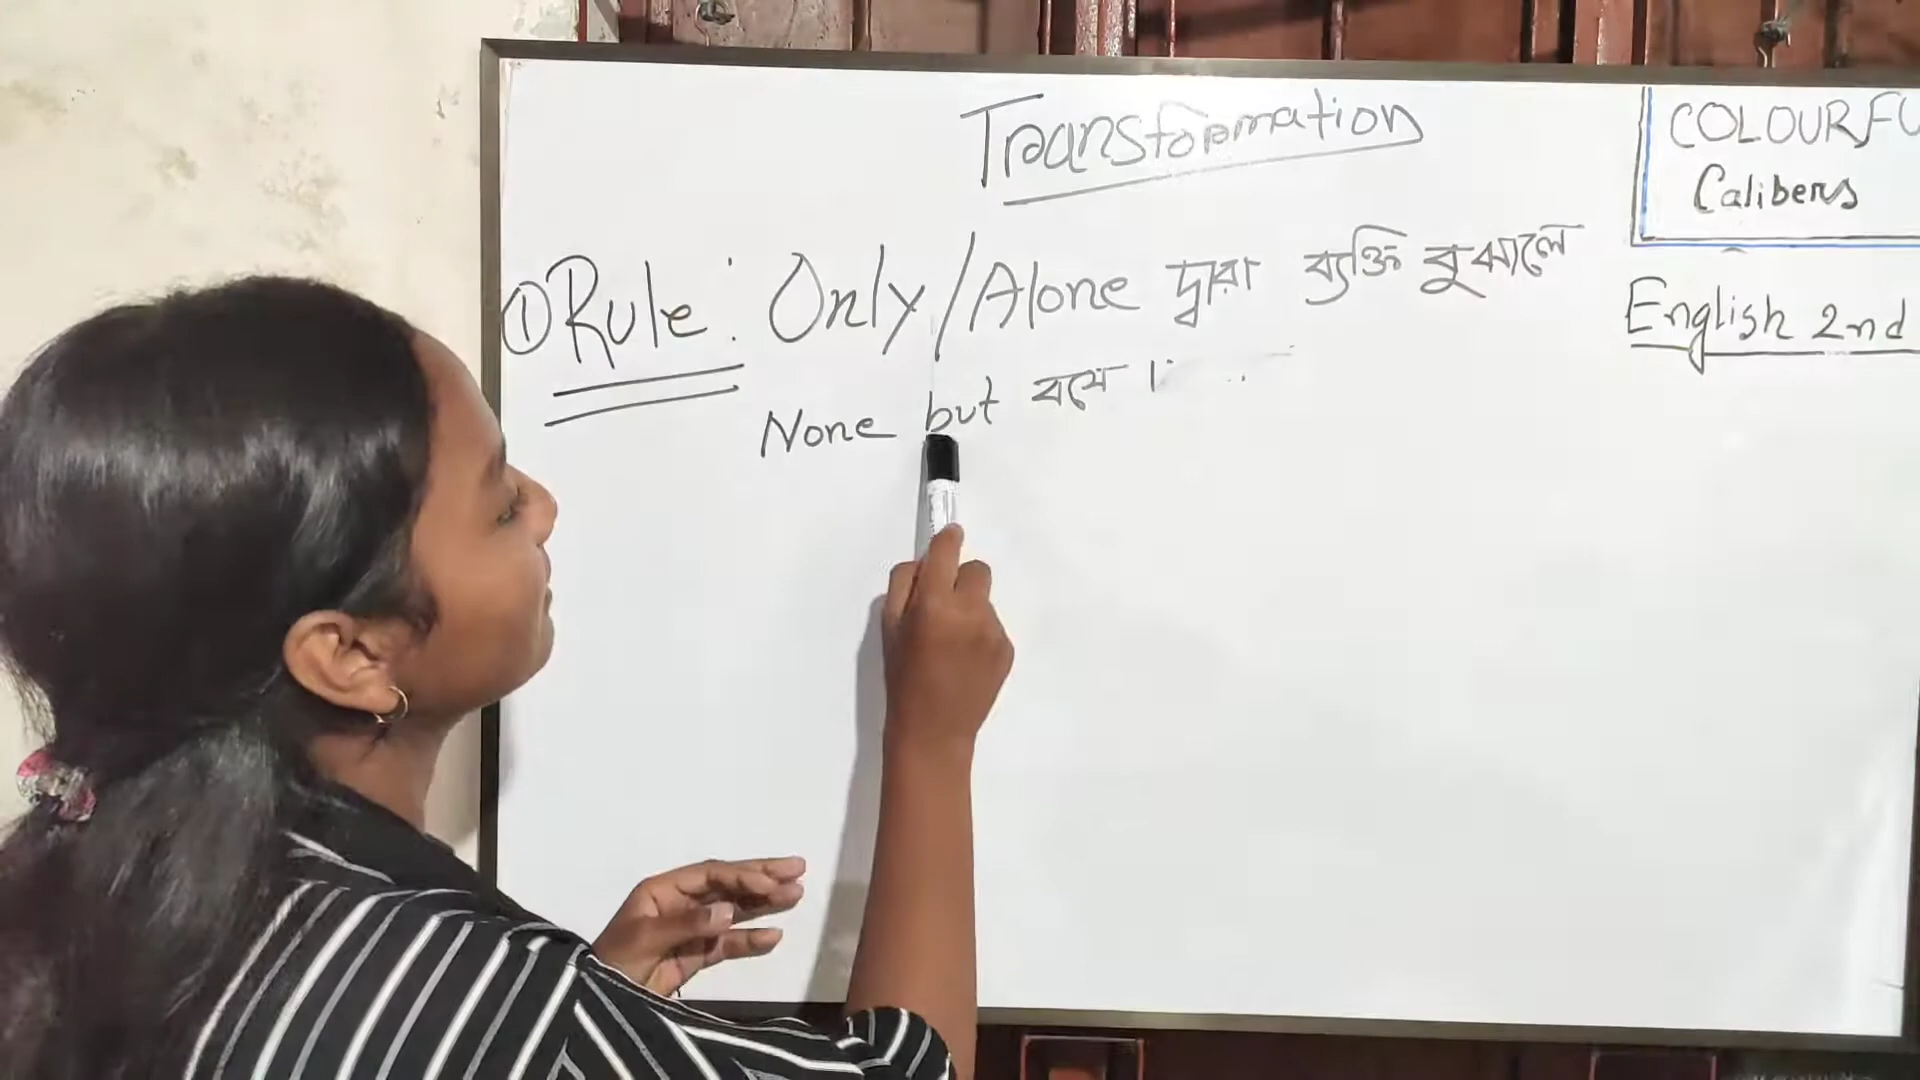 Transformation
① Rule: Only/Alone দ্বারা ব্যক্তি বুঝালে
None but বসে।
COLOURFU
Calibers
English 2nd